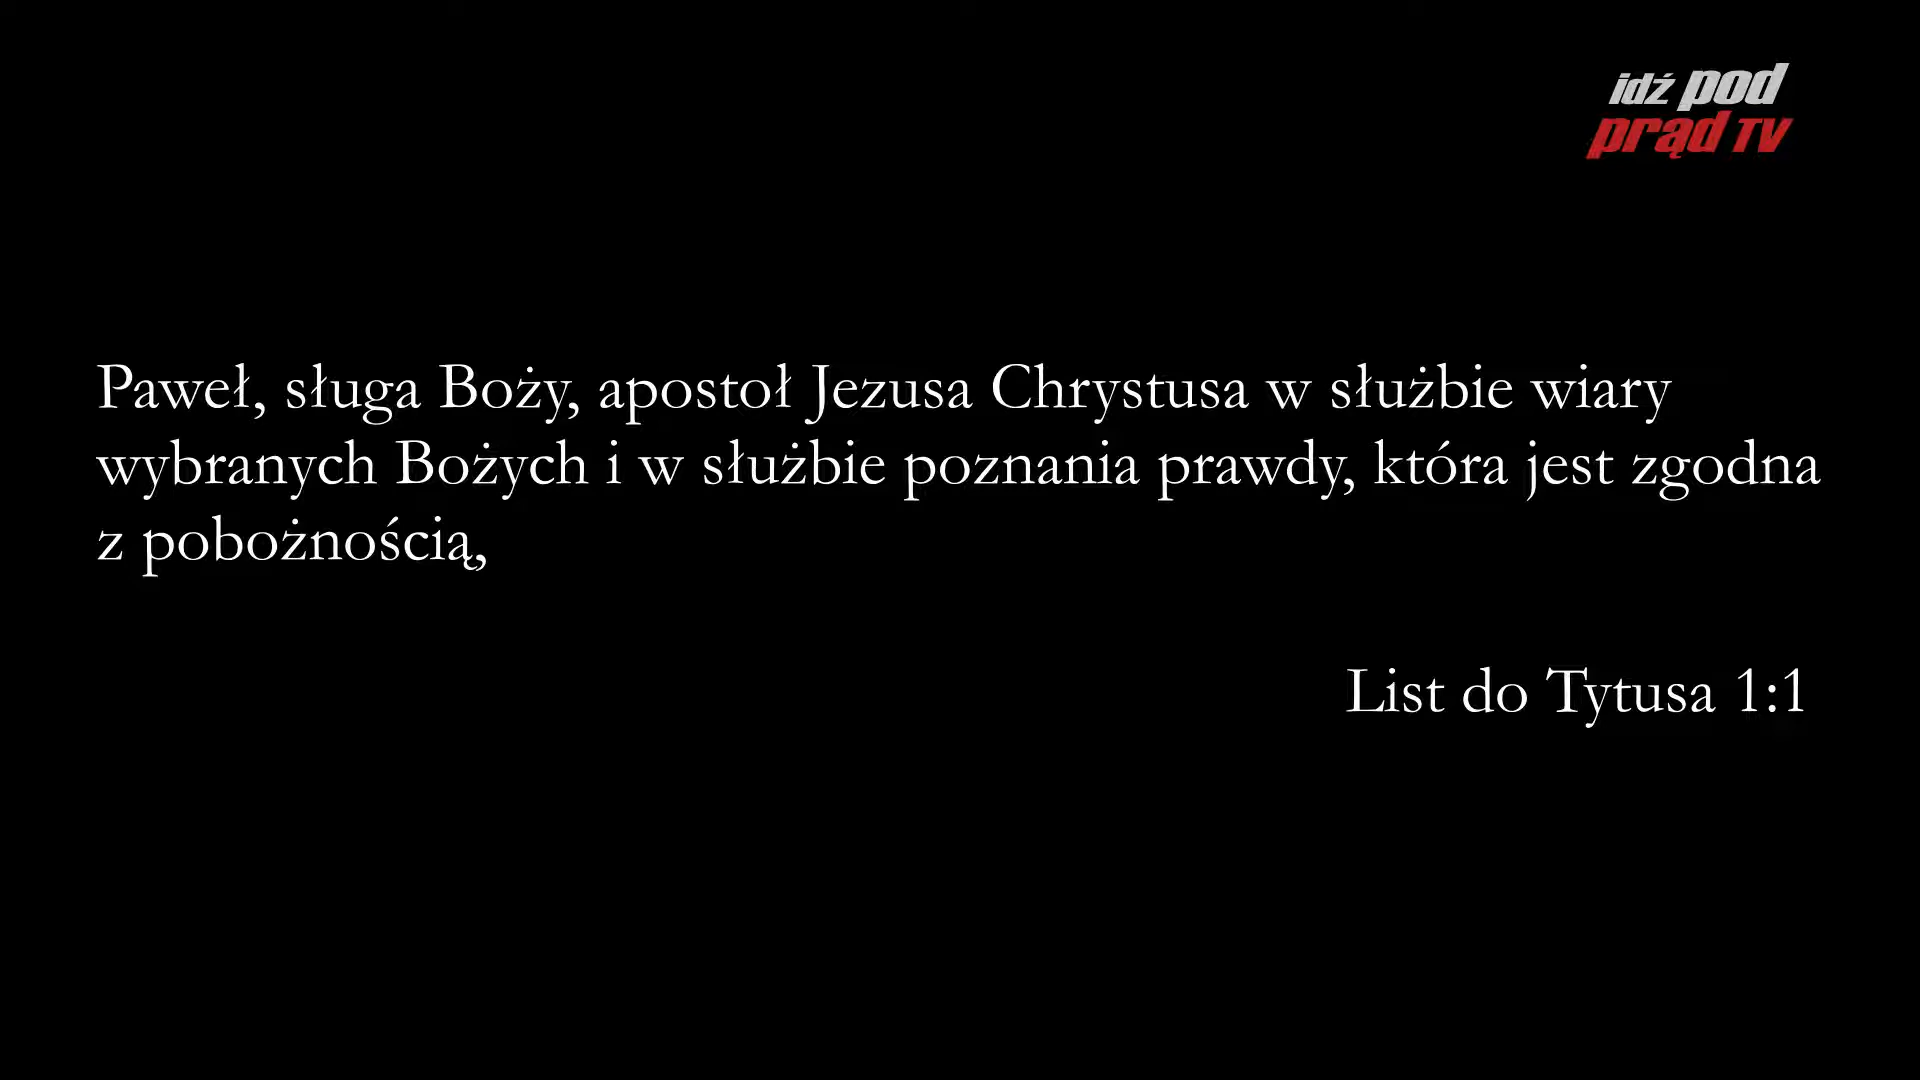 idź pod
prąd TV
Paweł, sługa Boży, apostoł Jezusa Chrystusa w służbie wiary
wybranych Bożych i w służbie poznania prawdy, która jest zgodna
z pobożnością,
List do Tytusa 1:1